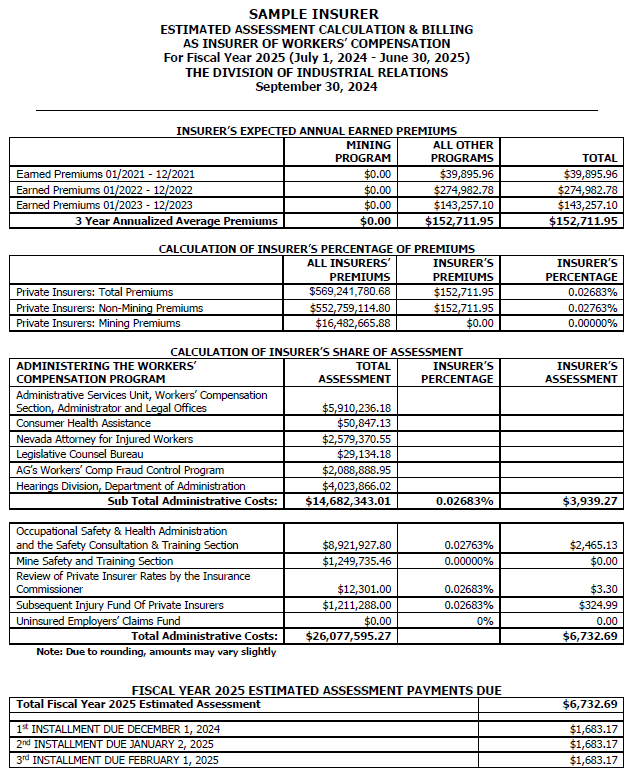 SAMPLE INSURER
ESTIMATED ASSESSMENT CALCULATION & BILLING
AS INSURER OF WORKERS' COMPENSATION
For Fiscal Year 2025 (July 1, 2024 - June 30, 2025)
THE DIVISION OF INDUSTRIAL RELATIONS
September 30, 2024
INSURER'S EXPECTED ANNUAL EARNED PREMIUMS
MINING PROGRAM ALL OTHER PROGRAMS TOTAL
Earned Premiums 01/2021 - 12/2021 $0.00 $39,895.96 $39,895.96
Earned Premiums 01/2022 - 12/2022 $0.00 $274,982.78 $274,982.78
Earned Premiums 01/2023 - 12/2023 $0.00 $143,257.10 $143,257.10
3 Year Annualized Average Premiums $0.00 $152,711.95 $152,711.95
CALCULATION OF INSURER'S PERCENTAGE OF PREMIUMS
ALL INSURERS' PREMIUMS INSURER'S PREMIUMS INSURER'S PERCENTAGE
Private Insurers: Total Premiums $569,241,780.68 $152,711.95 0.02683%
Private Insurers: Non-Mining Premiums $552,759,114.80 $152,711.95 0.02763%
Private Insurers: Mining Premiums $16,482,665.88 $0.00 0.00000%
CALCULATION OF INSURER'S SHARE OF ASSESSMENT
ADMINISTERING THE WORKERS' COMPENSATION PROGRAM TOTAL ASSESSMENT INSURER'S PERCENTAGE INSURER'S ASSESSMENT
Administrative Services Unit, Workers' Compensation
Section, Administrator and Legal Offices $5,910,236.18
Consumer Health Assistance $50,847.13
Nevada Attorney for Injured Workers $2,579,370.55
Legislative Counsel Bureau $29,134.18
AG's Workers' Comp Fraud Control Program $2,088,888.95
Hearings Division, Department of Administration $4,023,866.02
Sub Total Administrative Costs: $14,682,343.01 0.02683% $3,939.27
Occupational Safety & Health Administration
and the Safety Consultation & Training Section $8,921,927.80 0.02763% $2,465.13
Mine Safety and Training Section $1,249,735.46 0.00000% $0.00
Review of Private Insurer Rates by the Insurance
Commissioner $12,301.00 0.02683% $3.30
Subsequent Injury Fund Of Private Insurers $1,211,288.00 0.02683% $324.99
Uninsured Employers' Claims Fund $0.00 0% 0.00
Total Administrative Costs: $26,077,595.27 $6,732.69
Note: Due to rounding, amounts may vary slightly
FISCAL YEAR 2025 ESTIMATED ASSESSMENT PAYMENTS DUE
Total Fiscal Year 2025 Estimated Assessment $6,732.69
1st INSTALLMENT DUE DECEMBER 1, 2024 $1,683.17
2nd INSTALLMENT DUE JANUARY 2, 2025 $1,683.17
3rd INSTALLMENT DUE FEBRUARY 1, 2025 $1,683.17